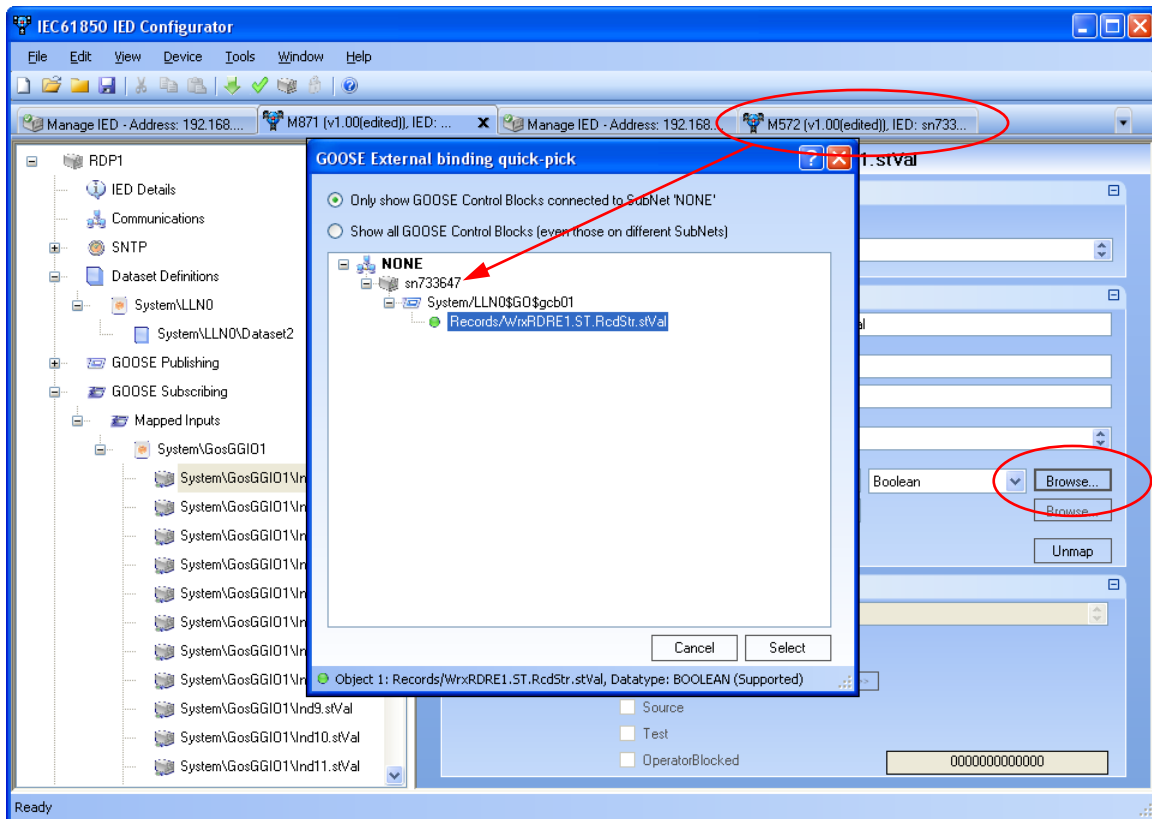 IEC61850 IED Configurator
File Edit View Device Tools Window Help
Manage IED - Address: 192.168.... M871 (v1.00(edited)), IED: ... Manage IED - Address: 192.168.... M572 (v1.00(edited)), IED: sn733...
RDP1
IED Details
Communications
SNTP
Dataset Definitions
System\LLN0
System\LLN0\Dataset2
GOOSE Publishing
GOOSE Subscribing
Mapped Inputs
System\GosGGIO1
System\GosGGIO1\In
System\GosGGIO1\In
System\GosGGIO1\In
System\GosGGIO1\In
System\GosGGIO1\In
System\GosGGIO1\In
System\GosGGIO1\In
System\GosGGIO1\In
System\GosGGIO1\Ind9.stVal
System\GosGGIO1\Ind10.stVal
System\GosGGIO1\Ind11.stVal
GOOSE External binding quick-pick
Only show GOOSE Control Blocks connected to SubNet 'NONE'
Show all GOOSE Control Blocks (even those on different SubNets)
NONE
sn733647
System/LLN0$GO$gcb01
Records/WrxRDRE1.ST.RcdStr.stVal
Cancel Select
Object 1: Records/WrxRDRE1.ST.RcdStr.stVal, Datatype: BOOLEAN (Supported)
1.stVal
al
Boolean Browse...
Browse...
Unmap
>>
Source
Test
OperatorBlocked
0000000000000
Ready